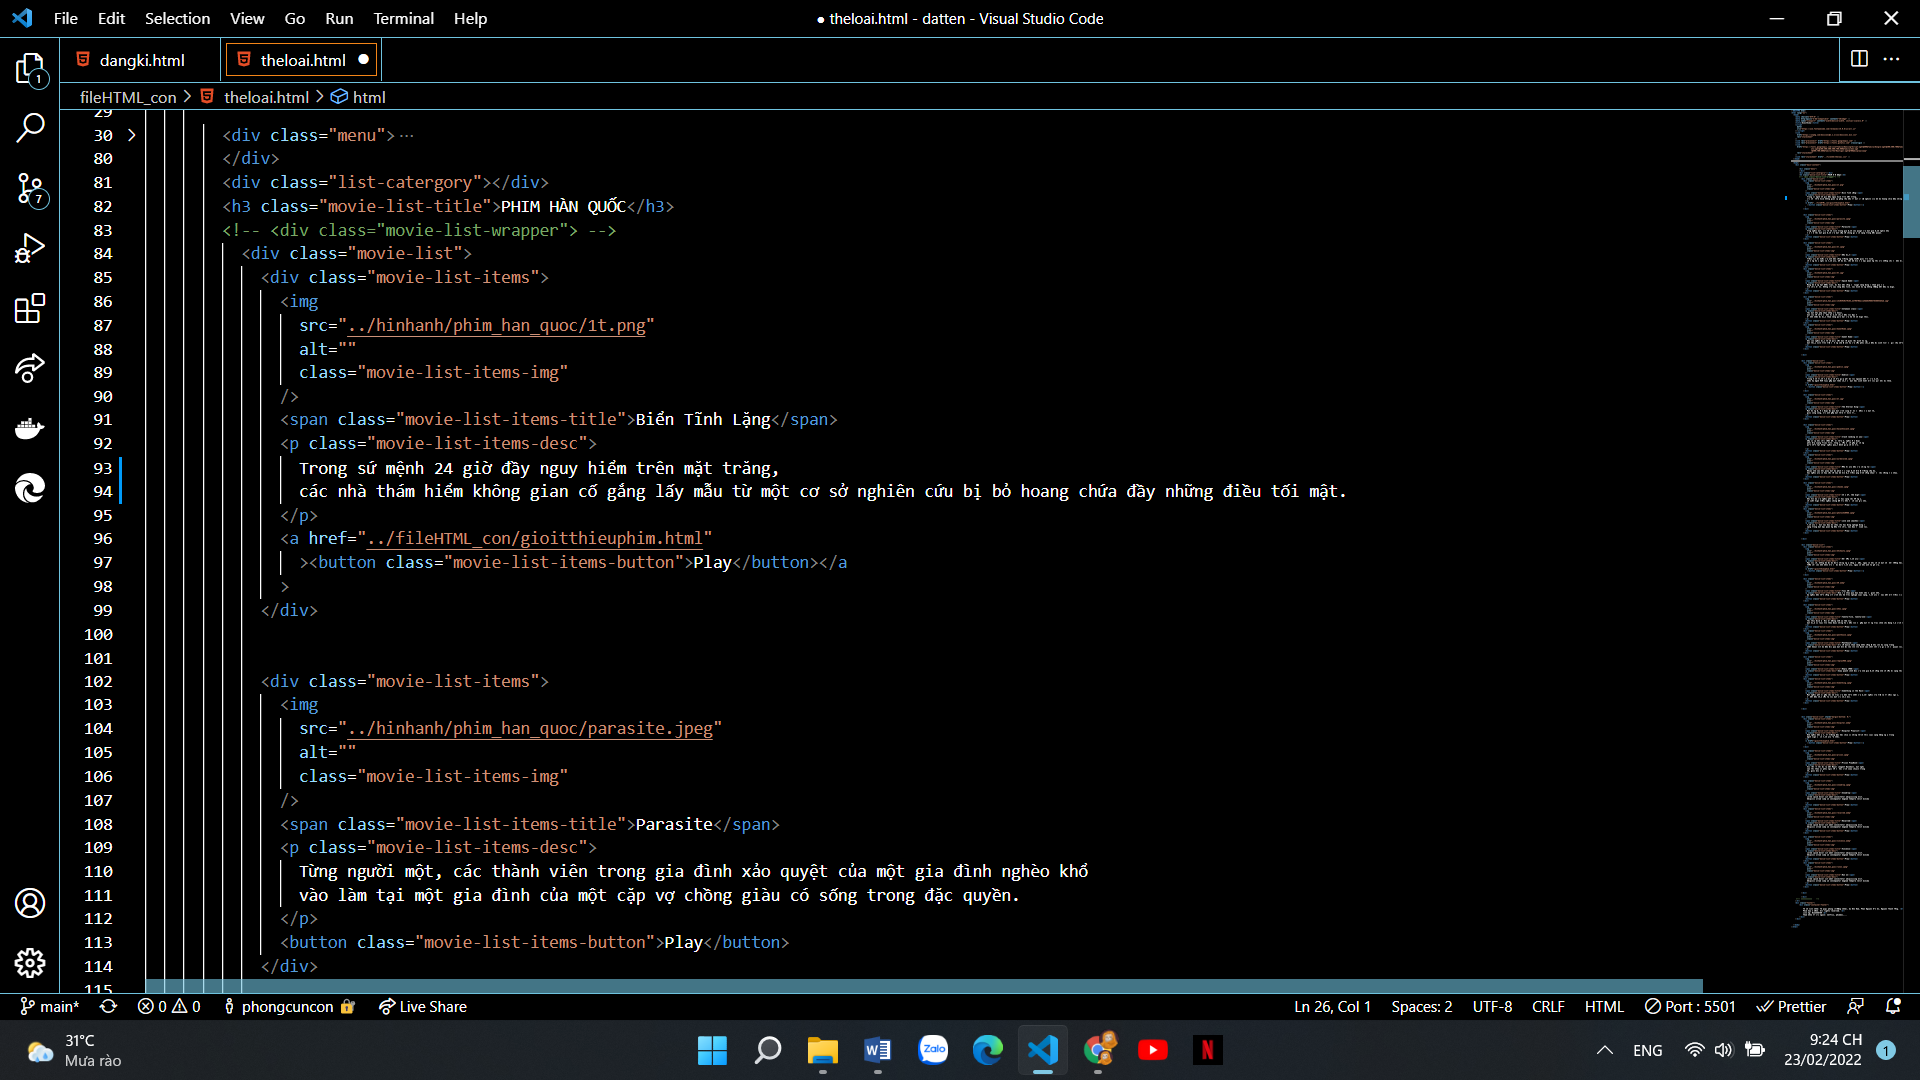 File Edit Selection View Go Run Terminal Help
● theloai.html - datten - Visual Studio Code
dangki.html
theloai.html ●
fileHTML_con > theloai.html > html
29
30 > <div class="menu">···
80 </div>
81 <div class="list-catergory"></div>
82 <h3 class="movie-list-title">PHIM HÀN QUỐC</h3>
83 <!-- <div class="movie-list-wrapper"> -->
84 <div class="movie-list">
85 <div class="movie-list-items">
86 <img
87 src="../hinhanh/phim_han_quoc/1t.png"
88 alt=""
89 class="movie-list-items-img"
90 />
91 <span class="movie-list-items-title">Biển Tĩnh Lặng</span>
92 <p class="movie-list-items-desc">
93 Trong sứ mệnh 24 giờ đầy nguy hiểm trên mặt trăng,
94 các nhà thám hiểm không gian cố gắng lấy mẫu từ một cơ sở nghiên cứu bị bỏ hoang chứa đầy những điều tối mật.
95 </p>
96 <a href="../fileHTML_con/gioitthieuphim.html"
97 ><button class="movie-list-items-button">Play</button></a
98 >
99 </div>
100
101
102 <div class="movie-list-items">
103 <img
104 src="../hinhanh/phim_han_quoc/parasite.jpeg"
105 alt=""
106 class="movie-list-items-img"
107 />
108 <span class="movie-list-items-title">Parasite</span>
109 <p class="movie-list-items-desc">
110 Từng người một, các thành viên trong gia đình xảo quyệt của một gia đình nghèo khổ
111 vào làm tại một gia đình của một cặp vợ chồng giàu có sống trong đặc quyền.
112 </p>
113 <button class="movie-list-items-button">Play</button>
114 </div>
115
1
7
main* 0 0 phongcuncon Live Share Ln 26, Col 1 Spaces: 2 UTF-8 CRLF HTML Port : 5501 Prettier
31°C
Mưa rào
Zalo
ENG
9:24 CH
23/02/2022
1